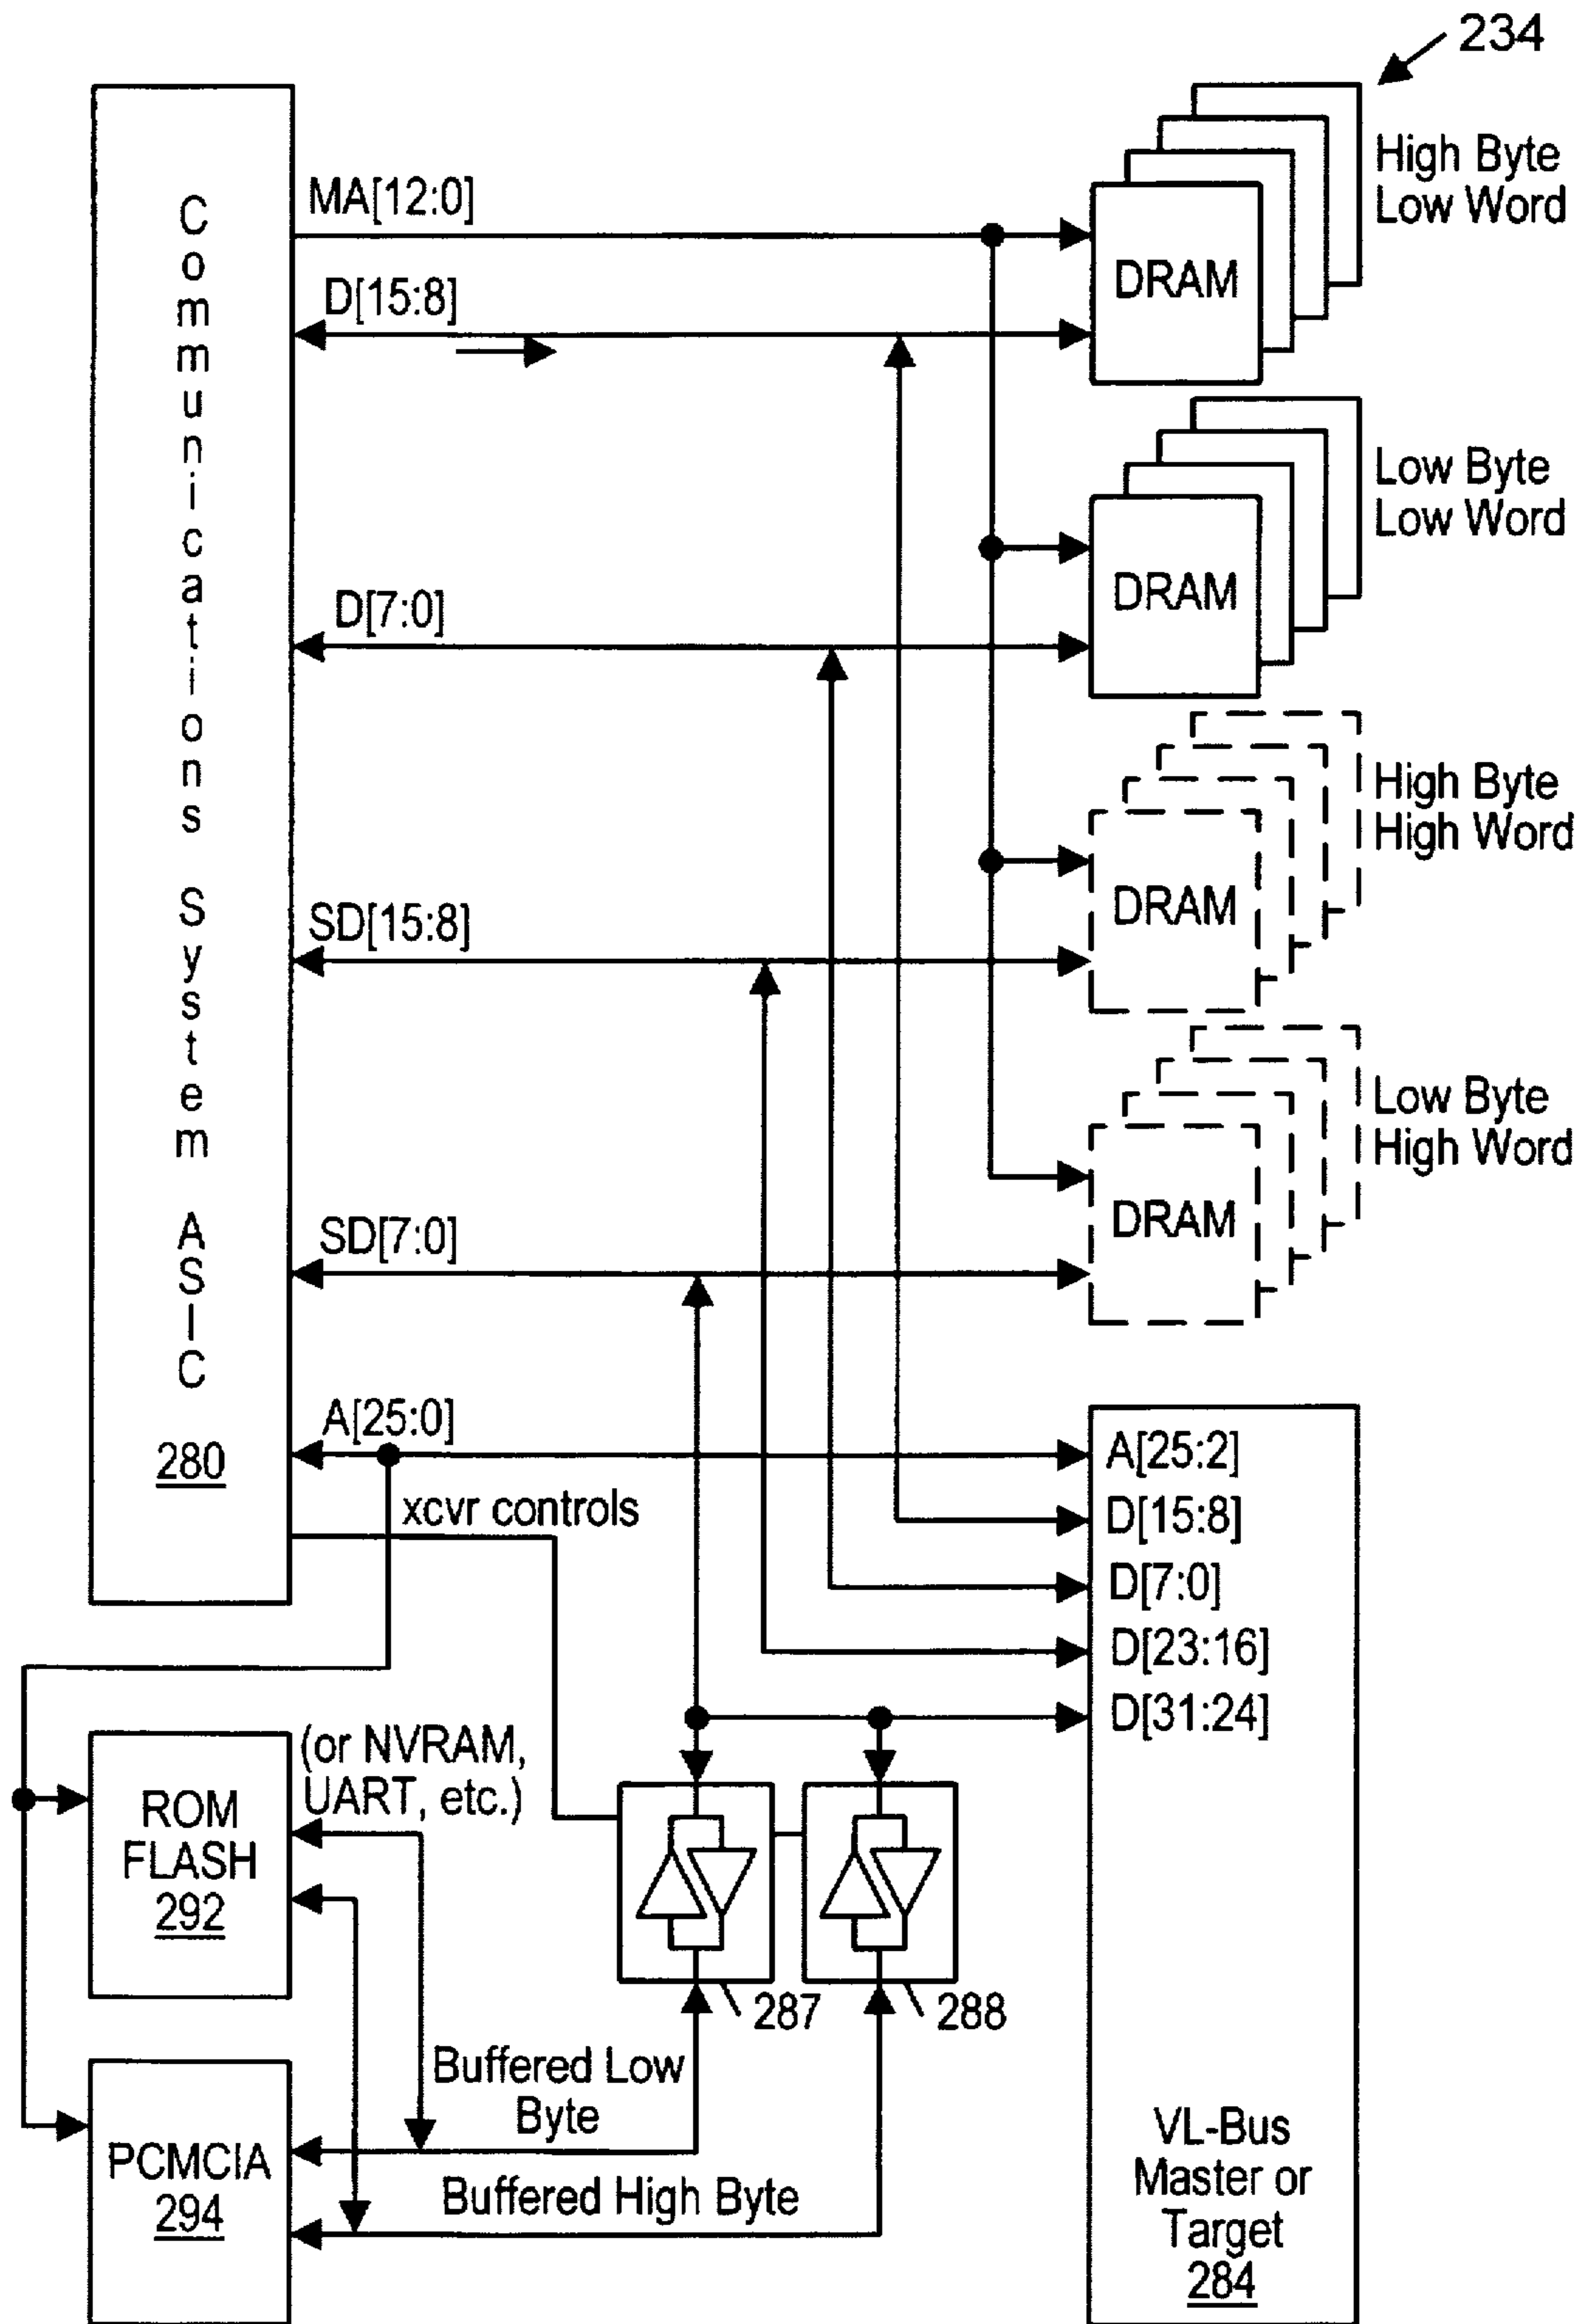 234
High Byte
Low Word
MA[12:0]
DRAM
D[15:8]
Low Byte
Low Word
DRAM
D[7:0]
High Byte
High Word
DRAM
SD[15:8]
Low Byte
High Word
DRAM
SD[7:0]
Communications System ASIC
280
A[25:0]
xcvr controls
A[25:2]
D[15:8]
D[7:0]
D[23:16]
D[31:24]
(or NVRAM,
UART, etc.)
ROM
FLASH
292
287
288
Buffered Low
Byte
PCMCIA
294
Buffered High Byte
VL-Bus
Master or
Target
284